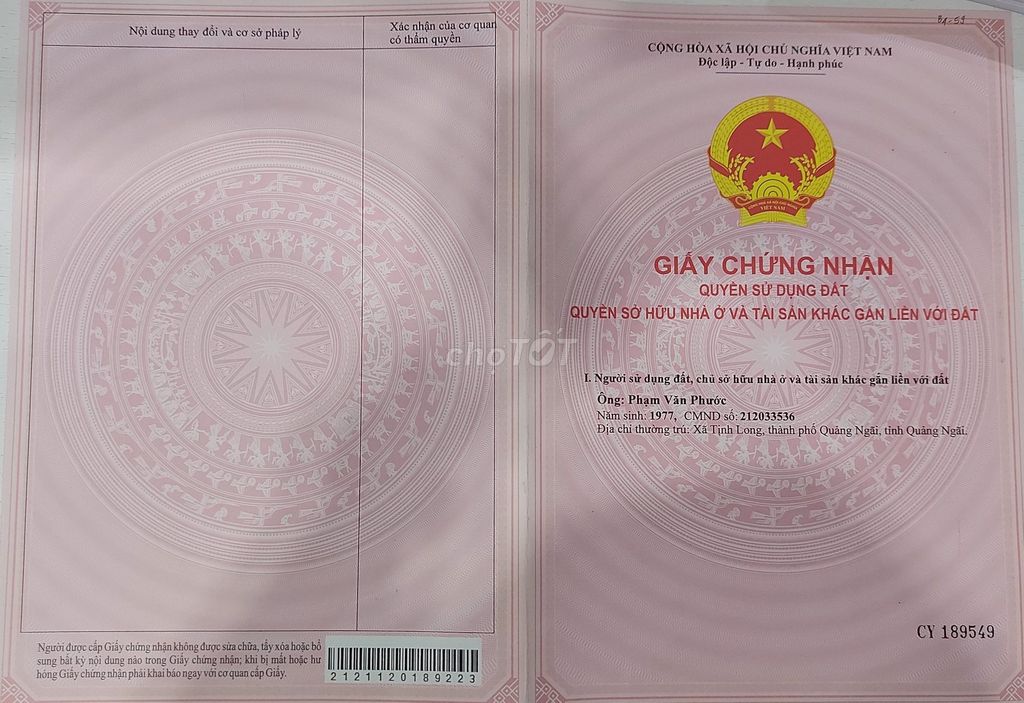 Nội dung thay đổi và cơ sở pháp lý
Xác nhận của cơ quan
có thẩm quyền
Người được cấp Giấy chứng nhận không được sửa chữa, tẩy xóa hoặc bổ
sung bất kỳ nội dung nào trong Giấy chứng nhận; khi bị mất hoặc hư
hỏng Giấy chứng nhận phải khai báo ngay với cơ quan cấp Giấy.
2121120189223
CỘNG HÒA XÃ HỘI CHỦ NGHĨA VIỆT NAM
Độc lập - Tự do - Hạnh phúc
CỘNG HÒA XÃ HỘI CHỦ NGHĨA
VIỆT NAM
GIẤY CHỨNG NHẬN
QUYỀN SỬ DỤNG ĐẤT
QUYỀN SỞ HỮU NHÀ Ở VÀ TÀI SẢN KHÁC GẮN LIỀN VỚI ĐẤT
choTỐT
I. Người sử dụng đất, chủ sở hữu nhà ở và tài sản khác gắn liền với đất
Ông: Phạm Văn Phước
Năm sinh: 1977, CMND số: 212033536
Địa chỉ thường trú: Xã Tịnh Long, thành phố Quảng Ngãi, tỉnh Quảng Ngãi.
CY 189549